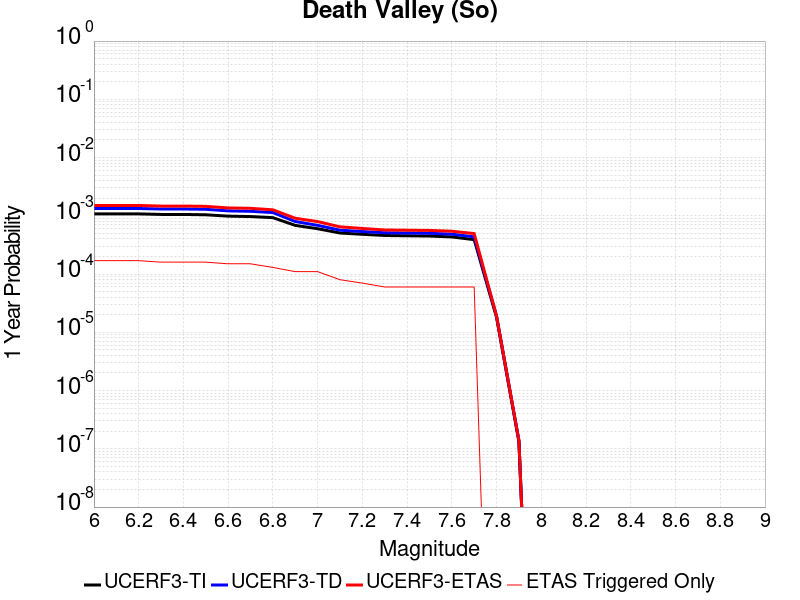 Death Valley (So)
10^0
10^-1
10^-2
10^-3
10^-4
10^-5
10^-6
10^-7
10^-8
1 Year Probability
6 6.2 6.4 6.6 6.8 7 7.2 7.4 7.6 7.8 8 8.2 8.4 8.6 8.8 9
Magnitude
UCERF3-TI UCERF3-TD UCERF3-ETAS ETAS Triggered Only